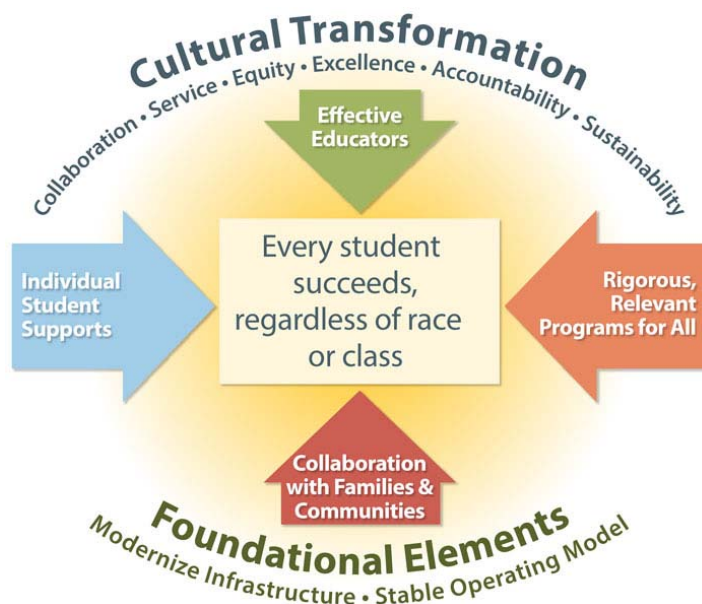 Cultural Transformation
Collaboration • Service • Equity • Excellence • Accountability • Sustainability
Effective
Educators
Individual
Student
Supports
Every student
succeeds,
regardless of race
or class
Rigorous,
Relevant
Programs for All
Collaboration
with Families &
Communities
Foundational Elements
Modernize Infrastructure • Stable Operating Model